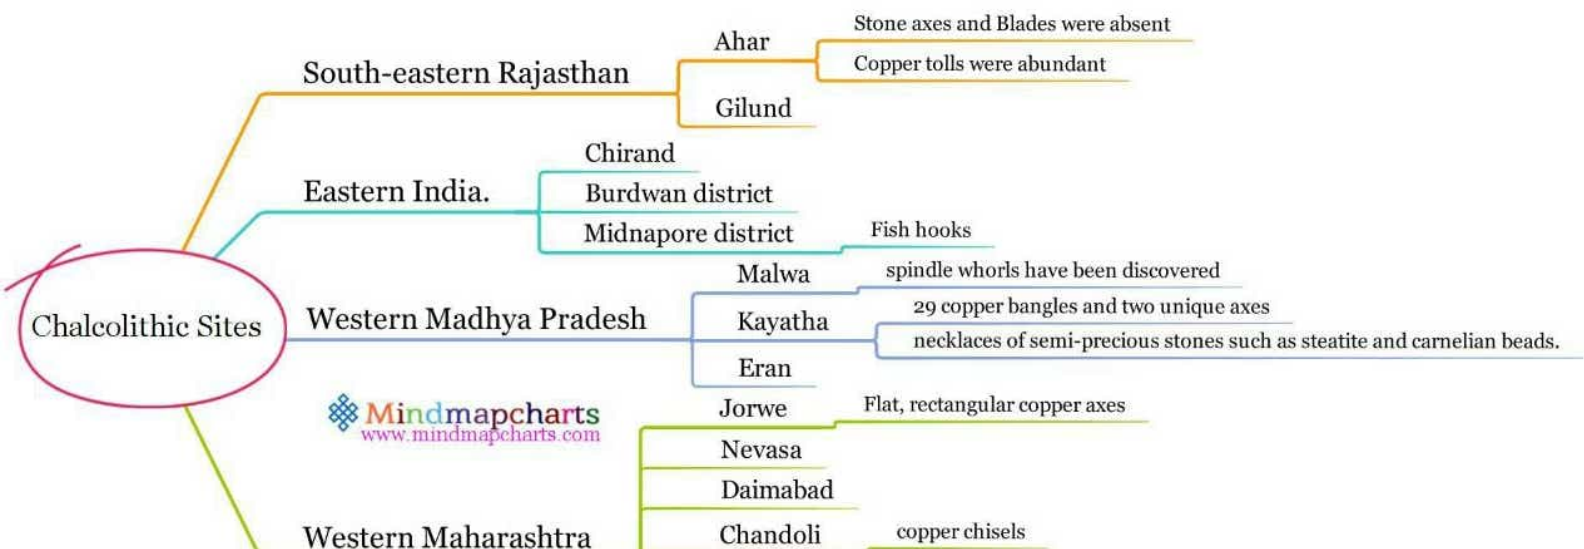 Chalcolithic Sites
South-eastern Rajasthan
Ahar
Stone axes and Blades were absent
Copper tolls were abundant
Gilund
Eastern India.
Chirand
Burdwan district
Midnapore district
Fish hooks
Western Madhya Pradesh
Malwa
spindle whorls have been discovered
Kayatha
29 copper bangles and two unique axes
necklaces of semi-precious stones such as steatite and carnelian beads.
Eran
Mindmapcharts
www.mindmapcharts.com
Western Maharashtra
Jorwe
Flat, rectangular copper axes
Nevasa
Daimabad
Chandoli
copper chisels